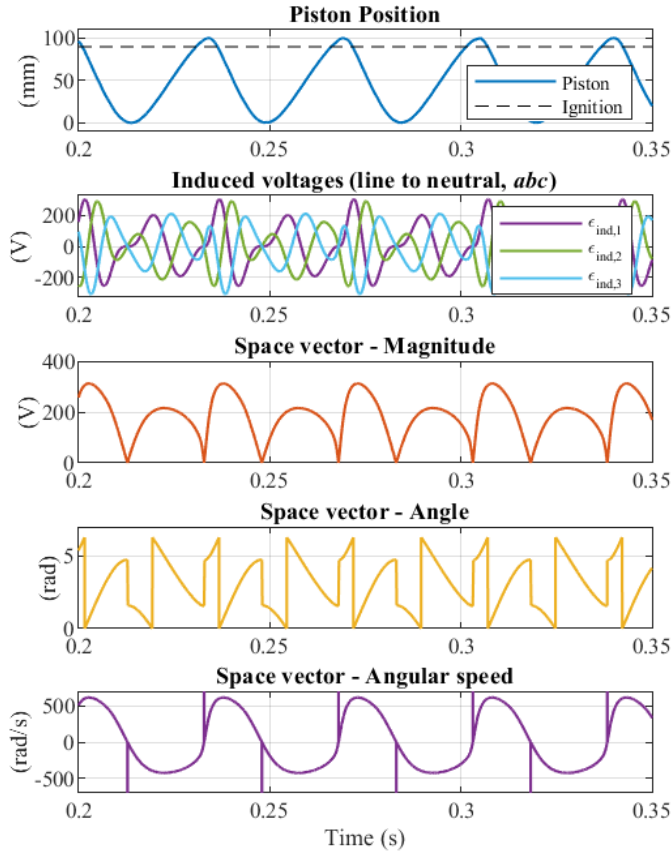 Piston Position
100
50
0
(mm)
Piston
Ignition
0.2 0.25 0.3 0.35
Induced voltages (line to neutral, abc)
200
0
-200
(V)
ϵind,1
ϵind,2
ϵind,3
0.2 0.25 0.3 0.35
Space vector - Magnitude
400
200
0
(V)
0.2 0.25 0.3 0.35
Space vector - Angle
5
0
(rad)
0.2 0.25 0.3 0.35
Space vector - Angular speed
500
0
-500
(rad/s)
0.2 0.25 0.3 0.35
Time (s)